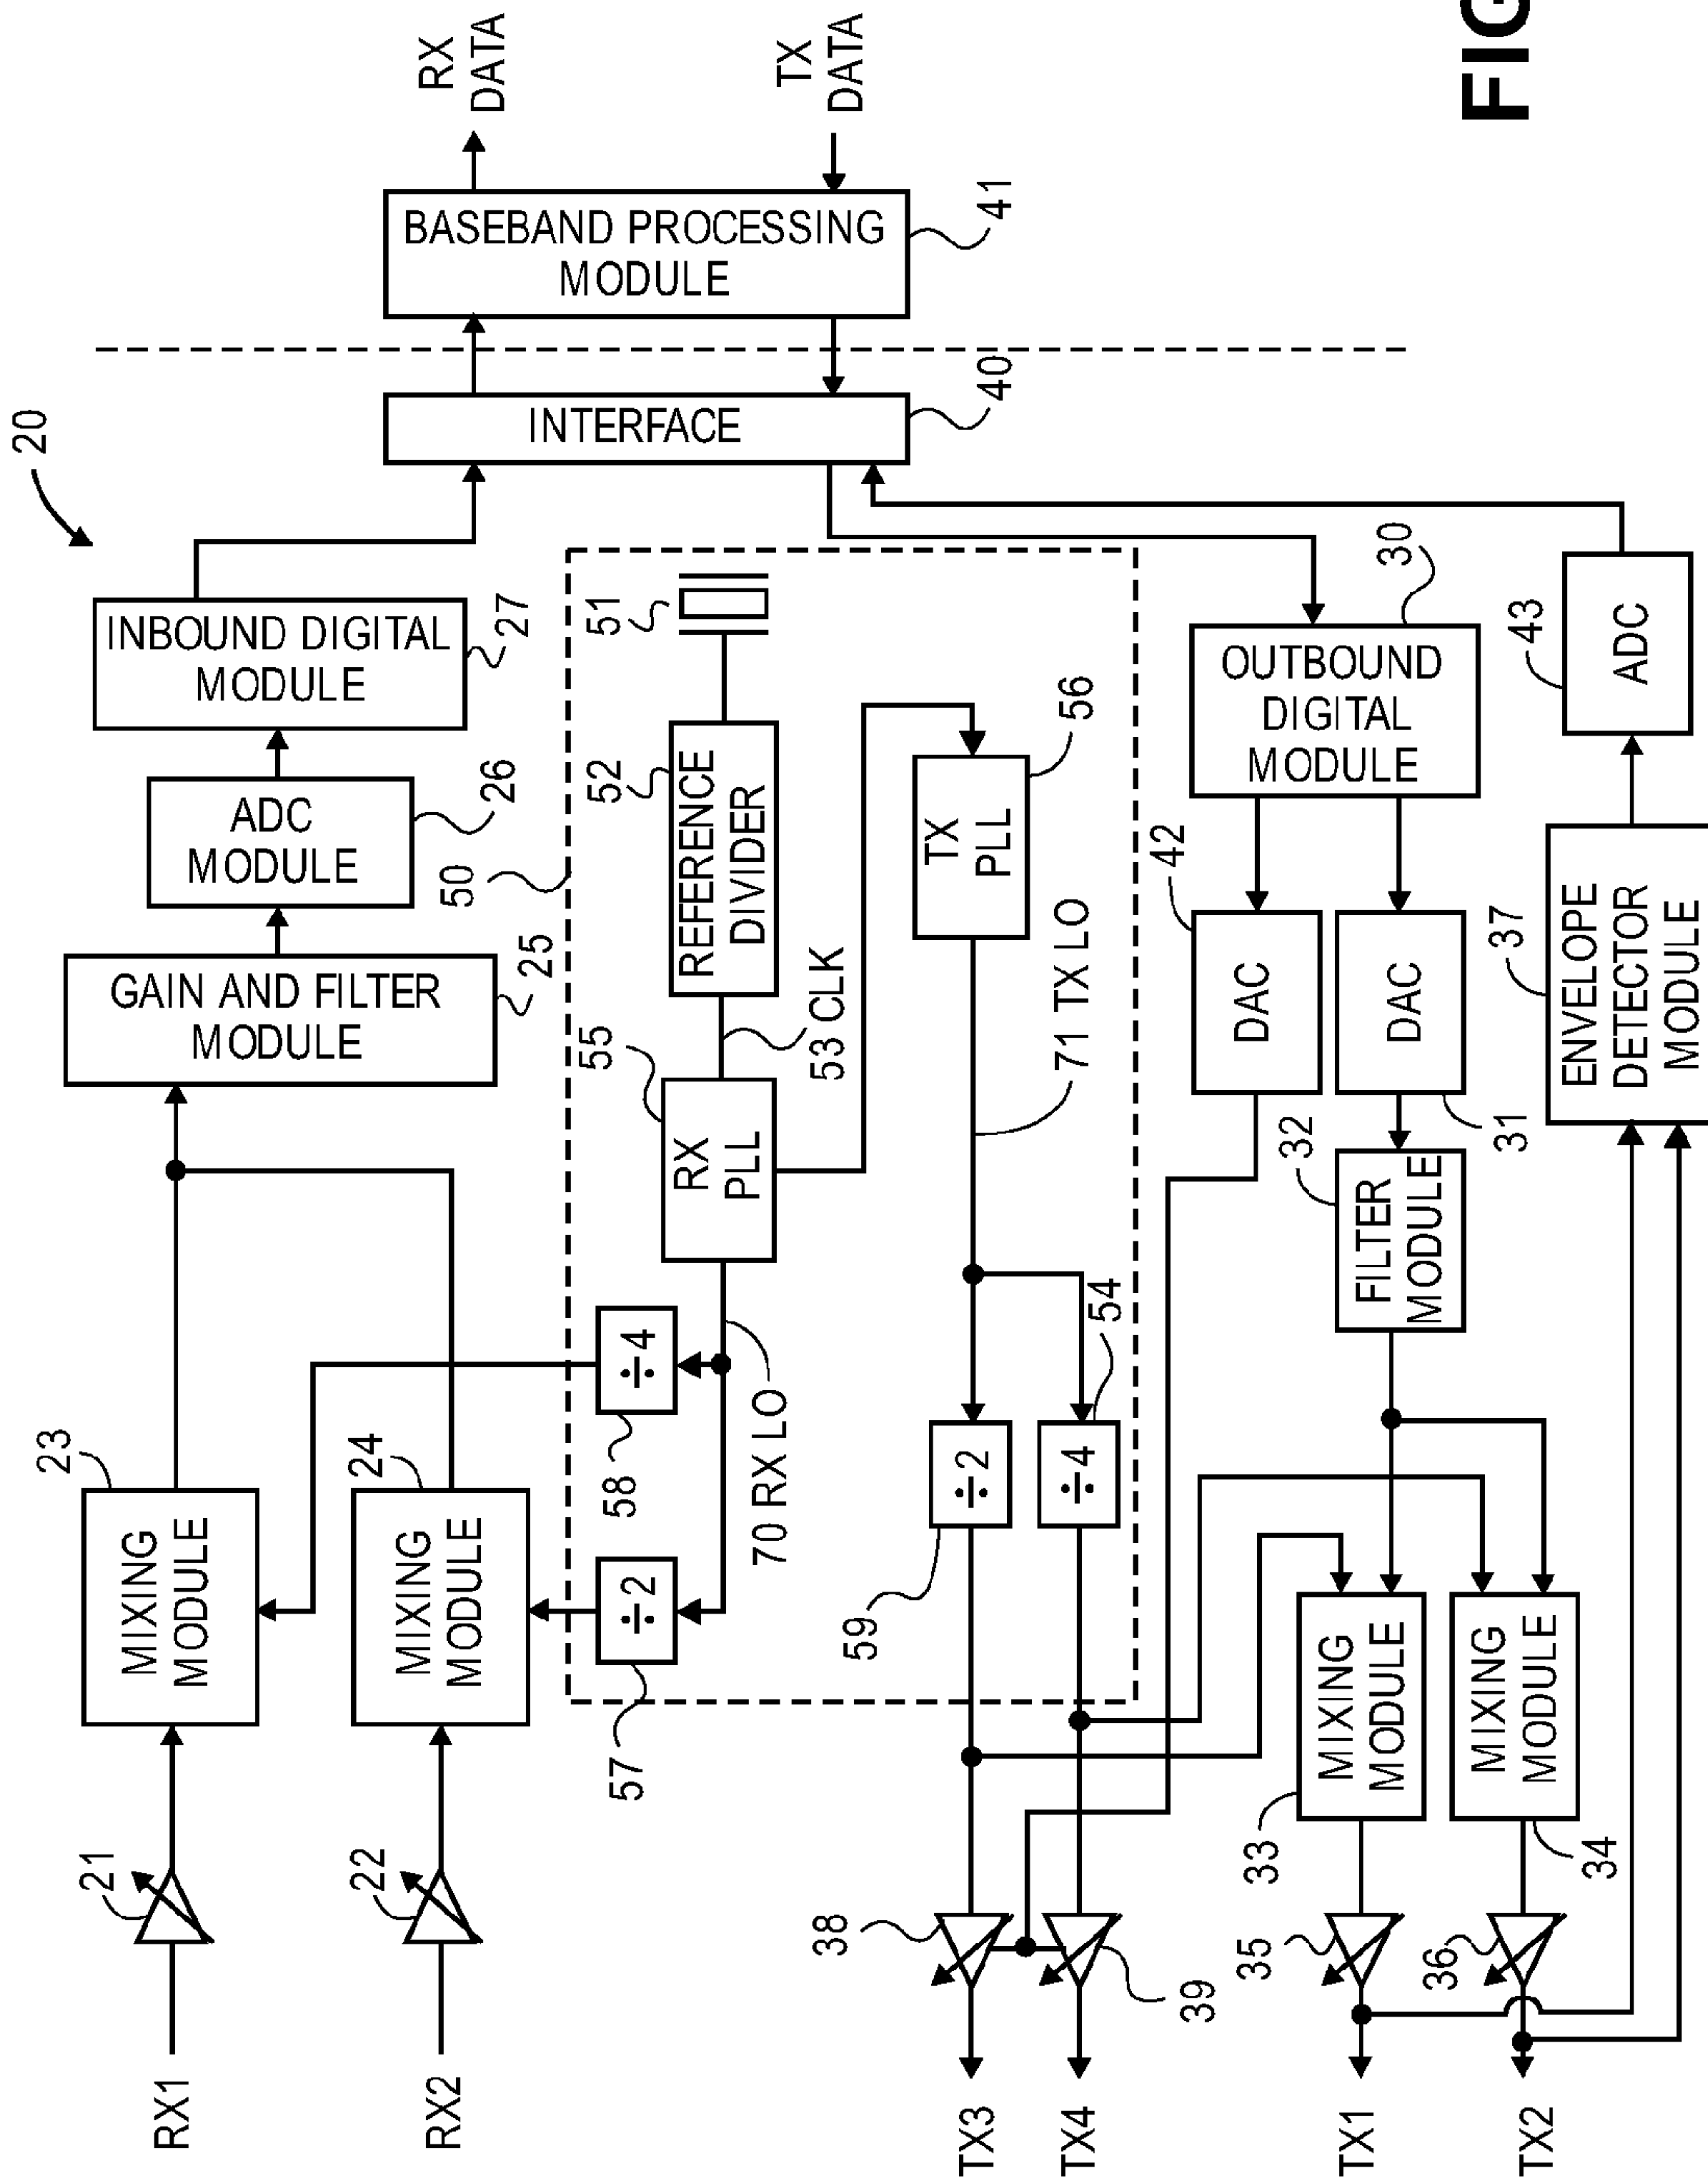 20
RX1
21
MIXING
MODULE
23
GAIN AND FILTER
MODULE
25
ADC
MODULE
26
INBOUND DIGITAL
MODULE
27
RX2
22
MIXING
MODULE
24
50
INTERFACE
40
BASEBAND PROCESSING
MODULE
41
RX
DATA
TX
DATA
57
÷2
58
÷4
70 RX LO
55
RX
PLL
53 CLK
52
REFERENCE
DIVIDER
51
TX
PLL
56
71 TX LO
59
÷2
÷4
54
TX3
38
TX4
39
42
DAC
DAC
31
OUTBOUND
DIGITAL
MODULE
30
32
FILTER
MODULE
TX1
35
33
MIXING
MODULE
TX2
36
MIXING
MODULE
34
37
ENVELOPE
DETECTOR
MODULE
43
ADC
FIG